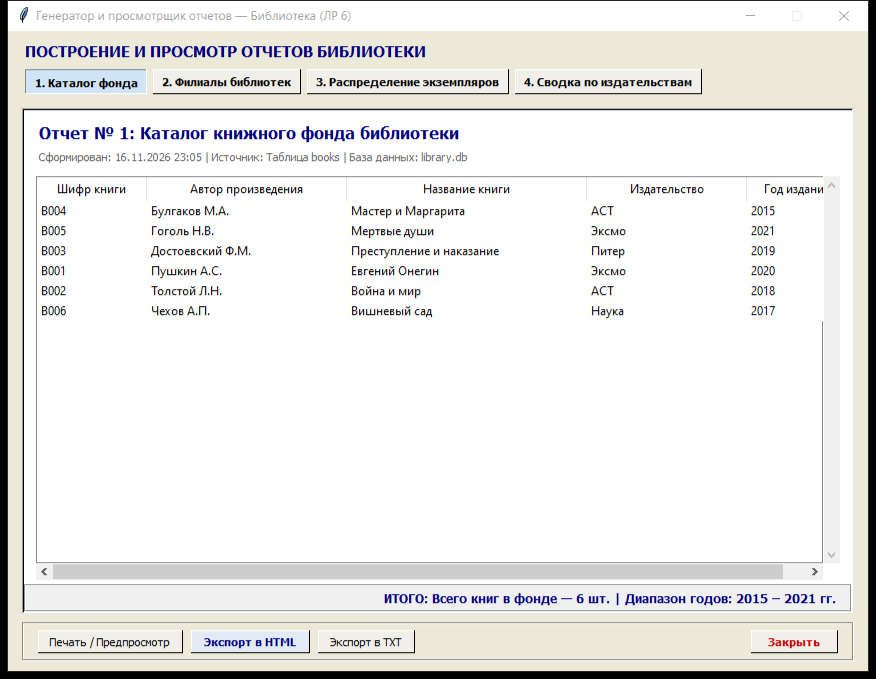 Генератор и просмотрщик отчетов — Библиотека (ЛР 6)
ПОСТРОЕНИЕ И ПРОСМОТР ОТЧЕТОВ БИБЛИОТЕКИ
1. Каталог фонда 2. Филиалы библиотек 3. Распределение экземпляров 4. Сводка по издательствам
Отчет № 1: Каталог книжного фонда библиотеки
Сформирован: 16.11.2026 23:05 | Источник: Таблица books | База данных: library.db
Шифр книги Автор произведения Название книги Издательство Год издани
B004 Булгаков М.А. Мастер и Маргарита АСТ 2015
B005 Гоголь Н.В. Мертвые души Эксмо 2021
B003 Достоевский Ф.М. Преступление и наказание Питер 2019
B001 Пушкин А.С. Евгений Онегин Эксмо 2020
B002 Толстой Л.Н. Война и мир АСТ 2018
B006 Чехов А.П. Вишневый сад Наука 2017
ИТОГО: Всего книг в фонде — 6 шт. | Диапазон годов: 2015 – 2021 гг.
Печать / Предпросмотр Экспорт в HTML Экспорт в TXT Закрыть